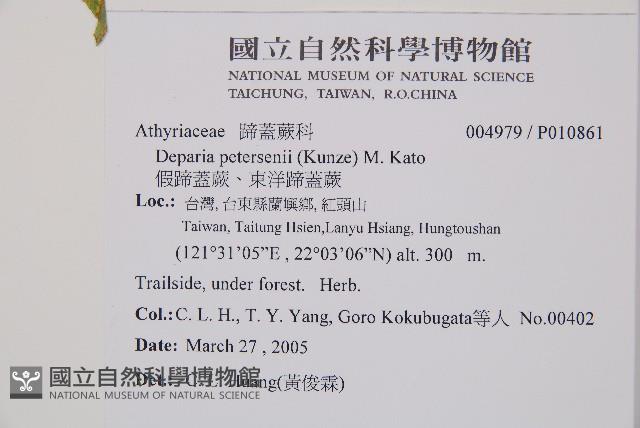 國立自然科學博物館
NATIONAL MUSEUM OF NATURAL SCIENCE
TAICHUNG, TAIWAN, R.O.CHINA
Athyriaceae 蹄蓋蕨科 004979 / P010861
Deparia petersenii (Kunze) M. Kato
假蹄蓋蕨、東洋蹄蓋蕨
Loc.: 台灣, 台東縣蘭嶼鄉, 紅頭山
Taiwan, Taitung Hsien,Lanyu Hsiang, Hungtoushan
(121°31’05”E , 22°03’06”N) alt. 300 m.
Trailside, under forest. Herb.
Col.: C. L. H., T. Y. Yang, Goro Kokubugata等人 No.00402
Date: March 27 , 2005
Det.: C. L. Huang(黃俊霖)
國立自然科學博物館
NATIONAL MUSEUM OF NATURAL SCIENCE